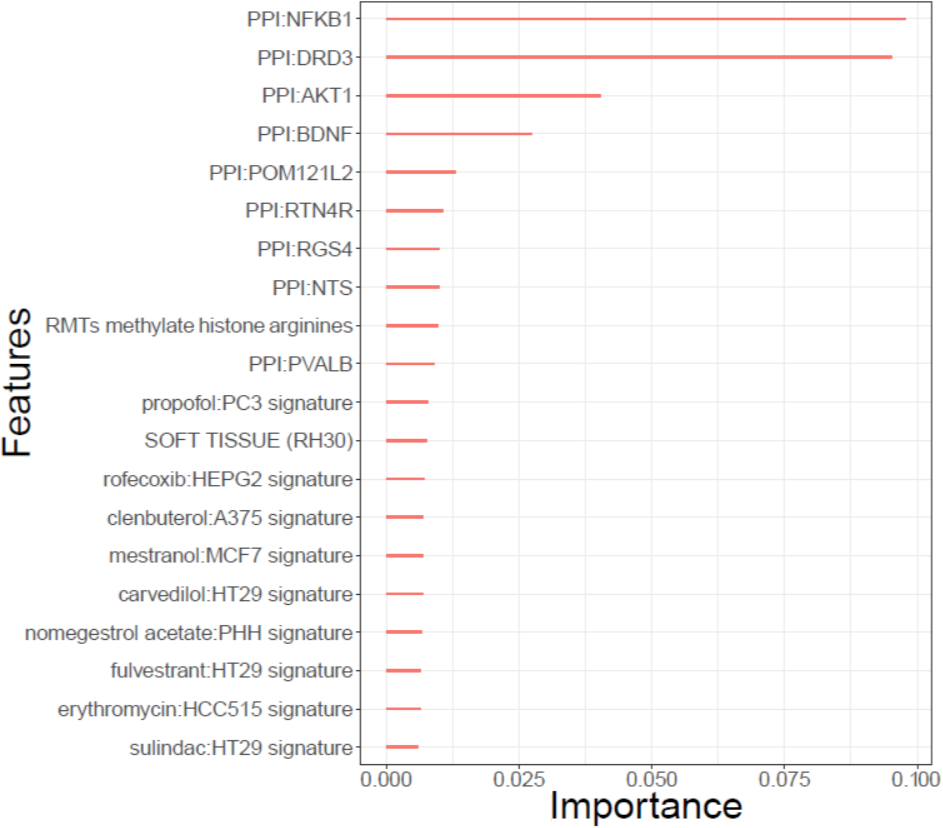 PPI:NFKB1
PPI:DRD3
PPI:AKT1
PPI:BDNF
PPI:POM121L2
PPI:RTN4R
PPI:RGS4
PPI:NTS
RMTs methylate histone arginines
PPI:PVALB
propofol:PC3 signature
SOFT TISSUE (RH30)
rofecoxib:HEPG2 signature
clenbuterol:A375 signature
mestranol:MCF7 signature
carvedilol:HT29 signature
nomegestrol acetate:PHH signature
fulvestrant:HT29 signature
erythromycin:HCC515 signature
sulindac:HT29 signature
Features
0.000 0.025 0.050 0.075 0.100
Importance